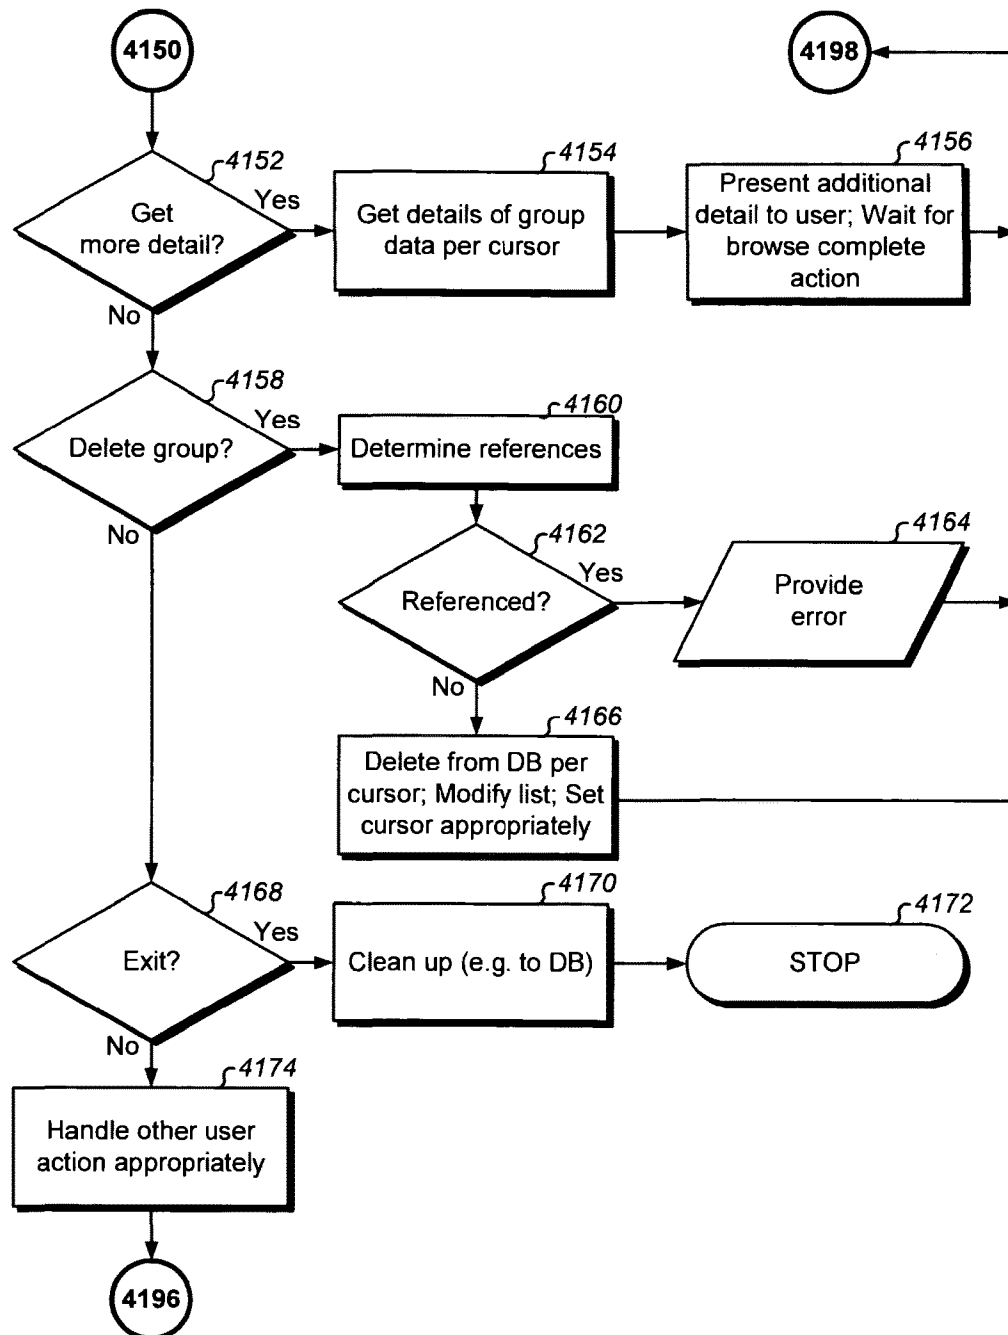 4150
4198
4152
Get
more detail?
Yes
No
4154
Get details of group
data per cursor
4156
Present additional
detail to user; Wait for
browse complete
action
4158
Delete group?
Yes
No
4160
Determine references
4162
Referenced?
Yes
No
4164
Provide
error
4166
Delete from DB per
cursor; Modify list; Set
cursor appropriately
4168
Exit?
Yes
No
4170
Clean up (e.g. to DB)
4172
STOP
4174
Handle other user
action appropriately
4196